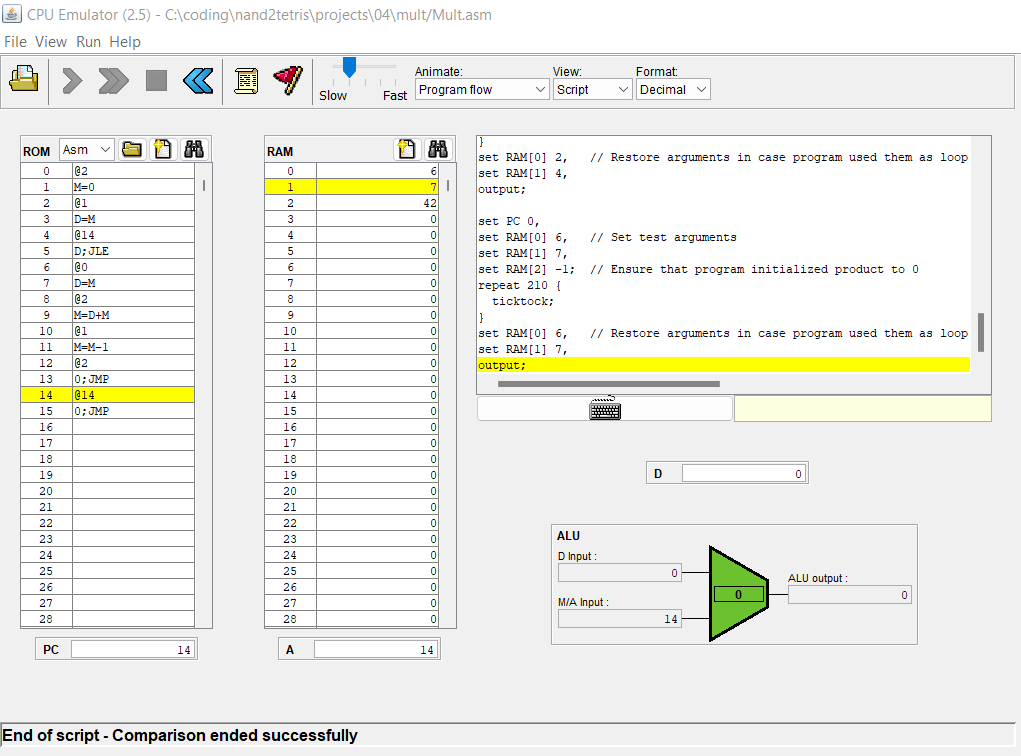 CPU Emulator (2.5) - C:\coding\nand2tetris\projects\04\mult/Mult.asm
File View Run Help
Slow Fast
Animate:
Program flow
View:
Script
Format:
Decimal
ROM Asm
0 @2
1 M=0
2 @1
3 D=M
4 @14
5 D;JLE
6 @0
7 D=M
8 @2
9 M=D+M
10 @1
11 M=M-1
12 @2
13 0;JMP
14 @14
15 0;JMP
16
17
18
19
20
21
22
23
24
25
26
27
28
PC 14
RAM
0 6
1 7
2 42
3 0
4 0
5 0
6 0
7 0
8 0
9 0
10 0
11 0
12 0
13 0
14 0
15 0
16 0
17 0
18 0
19 0
20 0
21 0
22 0
23 0
24 0
25 0
26 0
27 0
28 0
A 14
}
set RAM[0] 2, // Restore arguments in case program used them as loop
set RAM[1] 4,
output;
set PC 0,
set RAM[0] 6, // Set test arguments
set RAM[1] 7,
set RAM[2] -1; // Ensure that program initialized product to 0
repeat 210 {
ticktock;
}
set RAM[0] 6, // Restore arguments in case program used them as loop
set RAM[1] 7,
output;
D 0
ALU
D Input :
0
M/A Input :
14
0
ALU output :
0
End of script - Comparison ended successfully